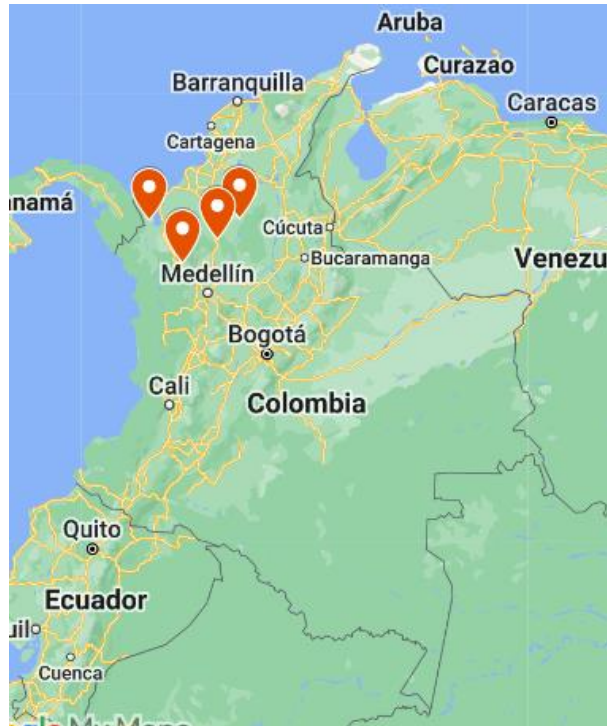 Aruba
Curazao
Barranquilla
Caracas
Cartagena
anamá
Cúcuta
Bucaramanga
Venezu
Medellín
Bogotá
Cali
Colombia
Quito
Ecuador
uil
Cuenca